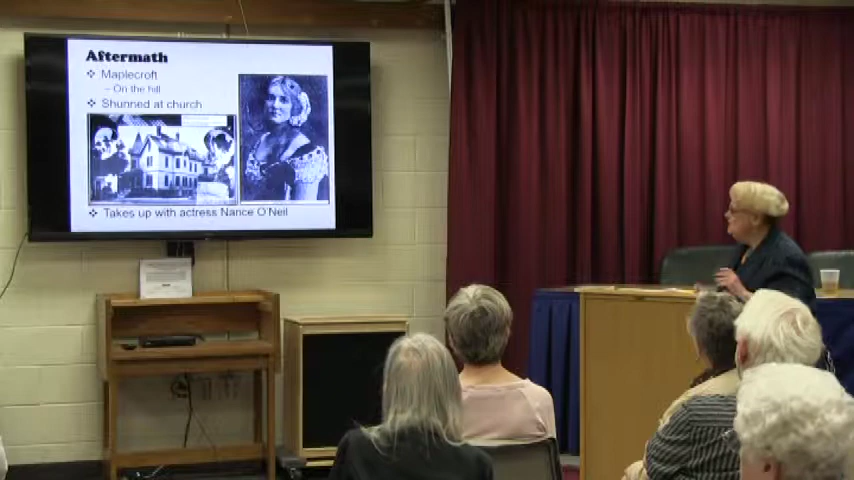 Aftermath
❖ Maplecroft
– On the hill
❖ Shunned at church
❖ Takes up with actress Nance O'Neil